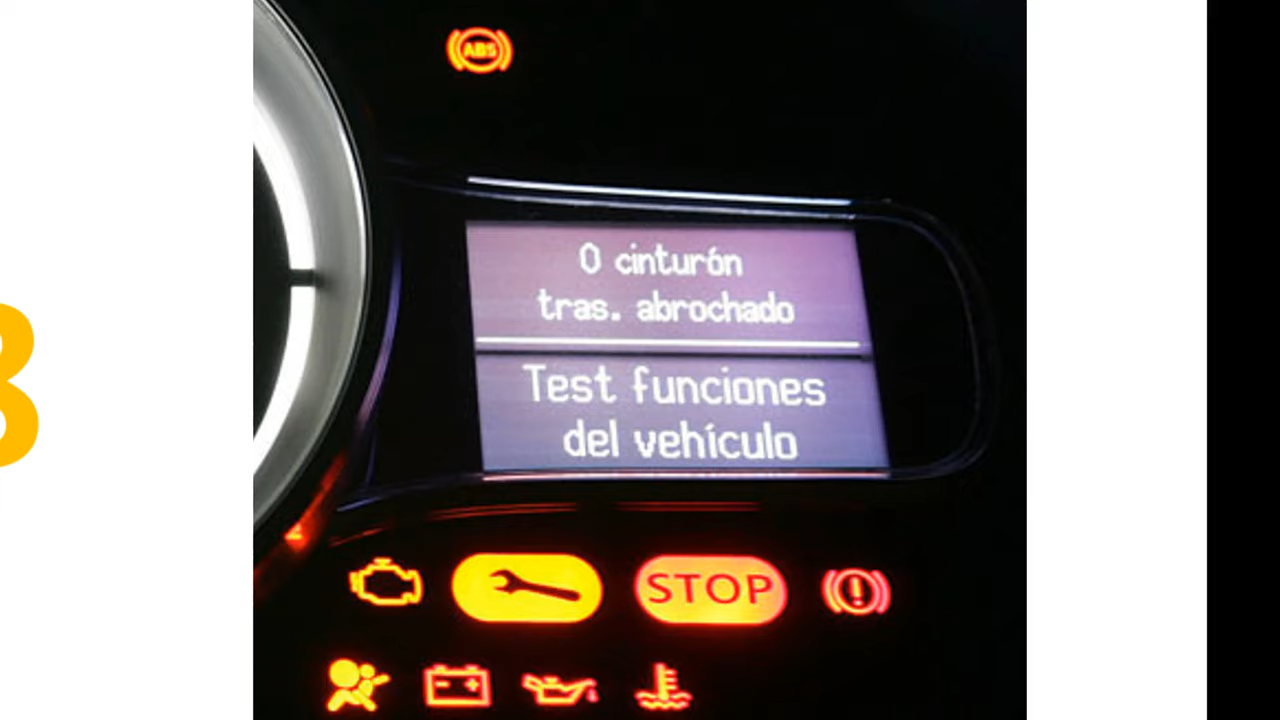 ABS
0 cinturón
tras. abrochado
Test funciones
del vehículo
STOP